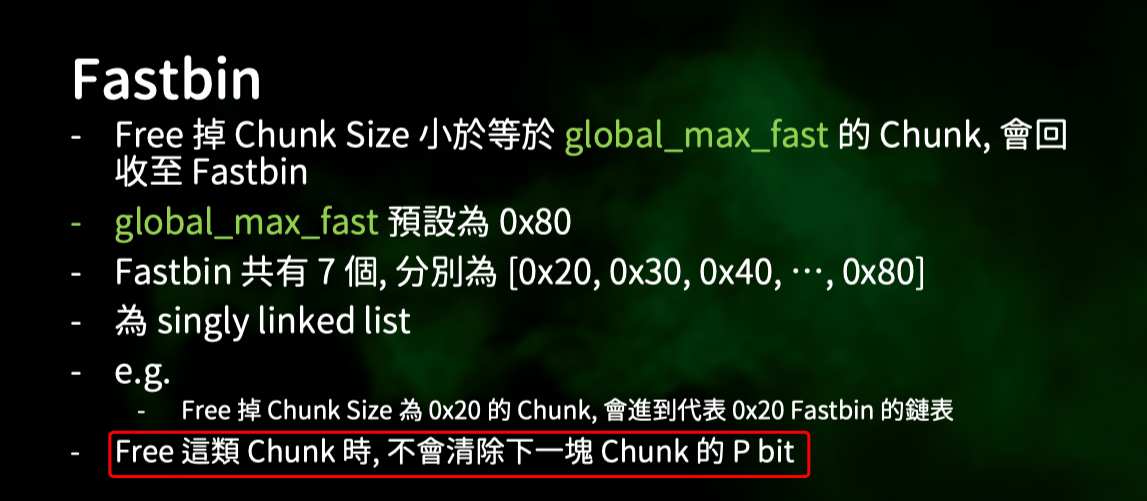 Fastbin
- Free 掉 Chunk Size 小於等於 global_max_fast 的 Chunk, 會回
收至 Fastbin
- global_max_fast 預設為 0x80
- Fastbin 共有 7 個, 分別為 [0x20, 0x30, 0x40, …, 0x80]
- 為 singly linked list
- e.g.
- Free 掉 Chunk Size 為 0x20 的 Chunk, 會進到代表 0x20 Fastbin 的鏈表
- Free 這類 Chunk 時, 不會清除下一塊 Chunk 的 P bit